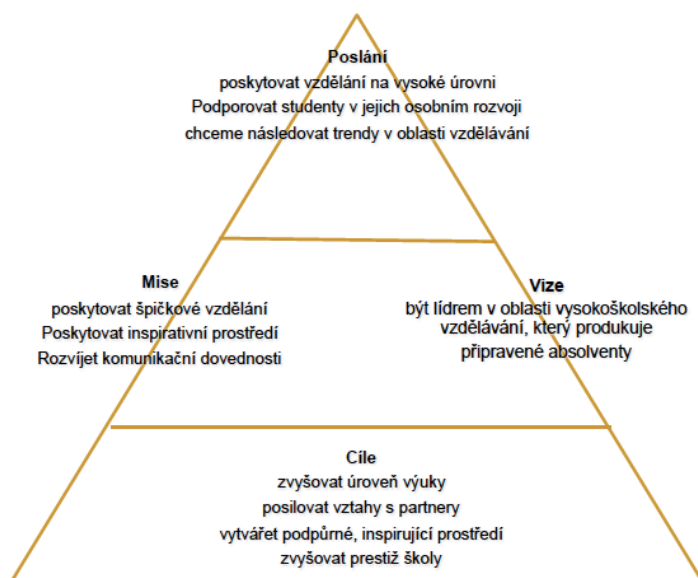 Poslání
poskytovat vzdělání na vysoké úrovni
Podporovat studenty v jejich osobním rozvoji
chceme následovat trendy v oblasti vzdělávání
Mise
poskytovat špičkové vzdělání
Poskytovat inspirativní prostředí
Rozvíjet komunikační dovednosti
Vize
být lídrem v oblasti vysokoškolského
vzdělávání, který produkuje
připravené absolventy
Cíle
zvyšovat úroveň výuky
posilovat vztahy s partnery
vytvářet podpůrné, inspirující prostředí
zvyšovat prestiž školy